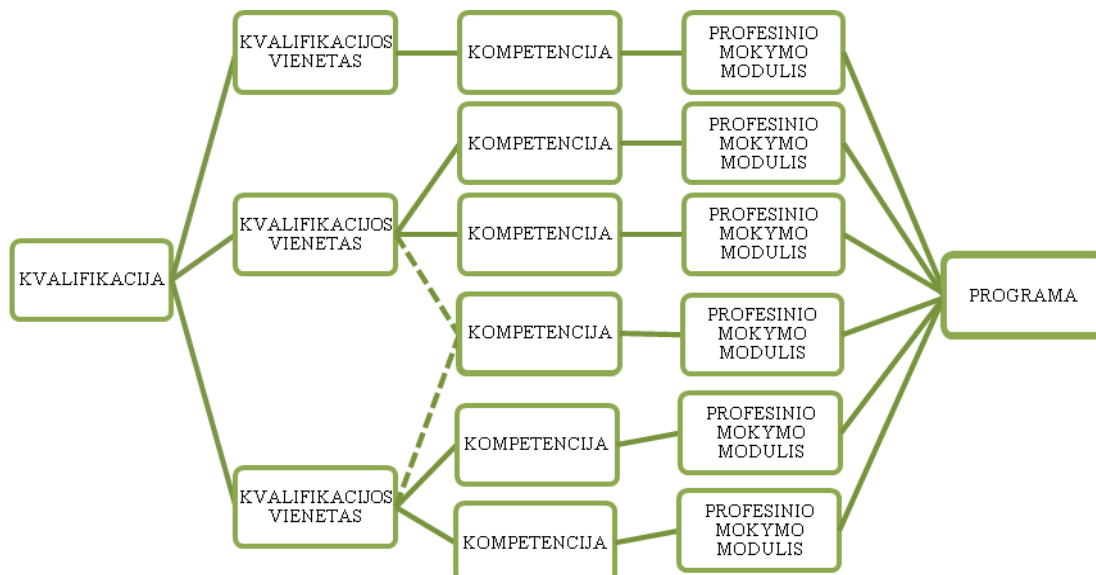 KVALIFIKACIJA
KVALIFIKACIJOS
VIENETAS
KVALIFIKACIJOS
VIENETAS
KVALIFIKACIJOS
VIENETAS
KOMPETENCIJA
KOMPETENCIJA
KOMPETENCIJA
KOMPETENCIJA
KOMPETENCIJA
KOMPETENCIJA
PROFESINIO
MOKYMO
MODULIS
PROFESINIO
MOKYMO
MODULIS
PROFESINIO
MOKYMO
MODULIS
PROFESINIO
MOKYMO
MODULIS
PROFESINIO
MOKYMO
MODULIS
PROFESINIO
MOKYMO
MODULIS
PROGRAMA